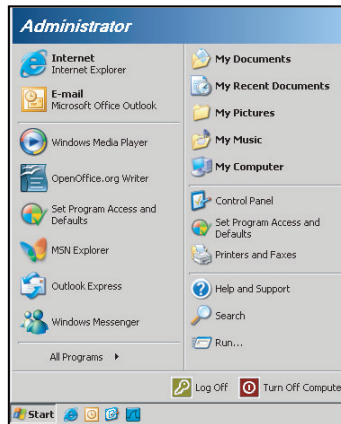 Administrator
Internet
Internet Explorer
E-mail
Microsoft Office Outlook
Windows Media Player
OpenOffice.org Writer
Set Program Access and
Defaults
MSN Explorer
Outlook Express
Windows Messenger
All Programs
My Documents
My Recent Documents
My Pictures
My Music
My Computer
Control Panel
Set Program Access and
Defaults
Printers and Faxes
Help and Support
Search
Run...
Log Off
Turn Off Compute
Start